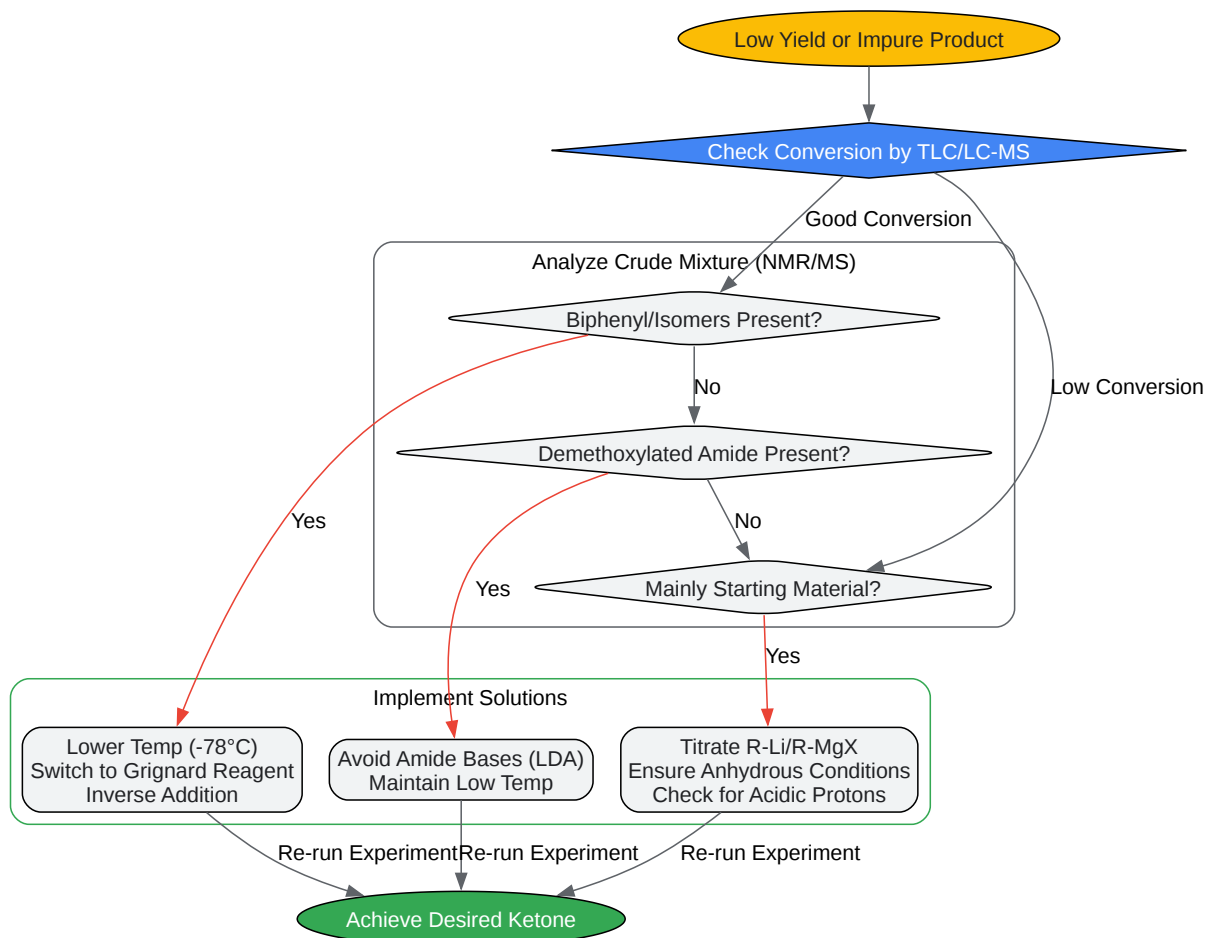 Low Yield or Impure Product
Check Conversion by TLC/LC-MS
Good Conversion
Analyze Crude Mixture (NMR/MS)
Biphenyl/Isomers Present?
No
Low Conversion
Demethoxylated Amide Present?
Yes
No
Yes
Mainly Starting Material?
Yes
Implement Solutions
Lower Temp (-78°C)
Switch to Grignard Reagent
Inverse Addition
Avoid Amide Bases (LDA)
Maintain Low Temp
Titrate R-Li/R-MgX
Ensure Anhydrous Conditions
Check for Acidic Protons
Re-run Experiment
Re-run Experiment
Re-run Experiment
Achieve Desired Ketone